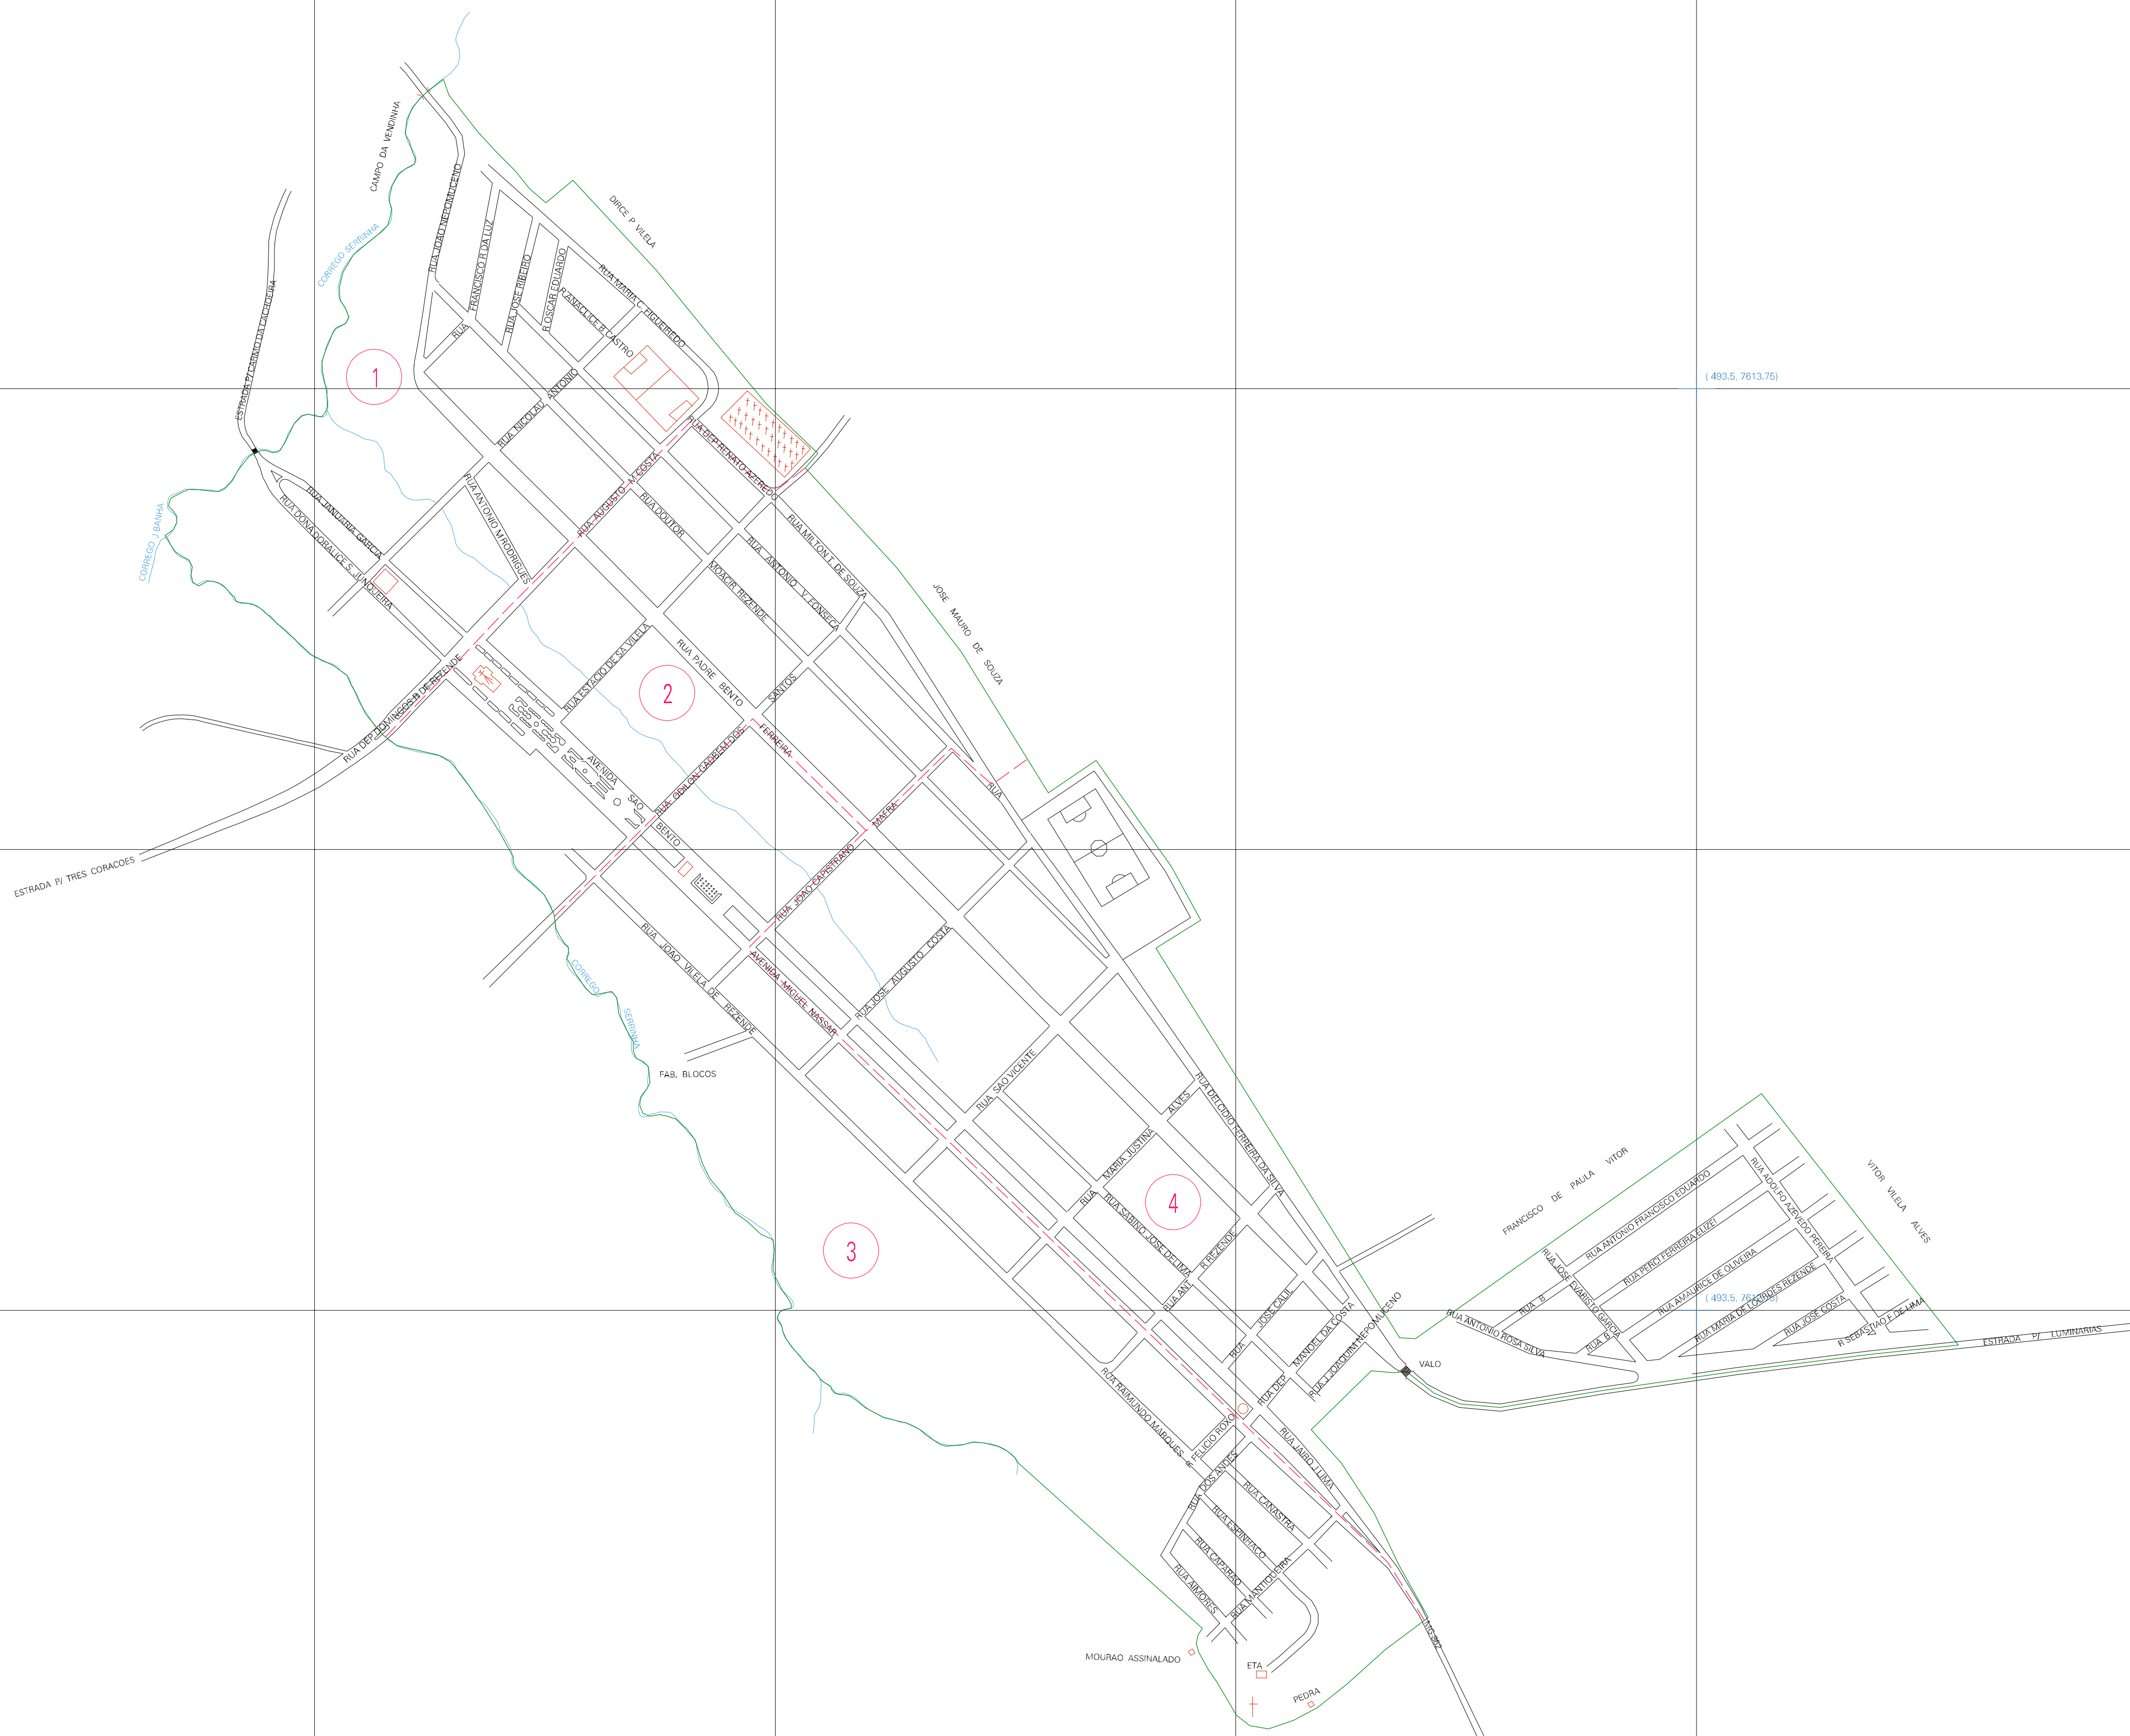 CAMPO DA VENDINHA
RUA JOAO NEPOMUCENO
DIRCE P. VILELA
CORREGO SERRINHA
FRANCISCO R DA LUZ
RUA JOSE RIBEIRO
R OSCAR EDUARDO
RUA MARIA C. FIGUEIREDO
R ANACLICE B. CASTRO
ESTRADA P/ CARMO DA CACHOEIRA
RUA
1
( 493.5, 7613.75)
RUA NICOLAU ANTONIO
RUA DEP RENATO AZEREDO
RUA AUGUSTO M COSTA
RUA ANTONIO M RODRIGUES
RUA JANUARIA GARCIA
RUA DONA DORALICE S. JUNQUEIRA
CORREGO J.BANHA
RUA DOUTOR
MOACIR REZENDE
RUA MILTON T. DE SOUZA
RUA ANTONIO V. FONSECA
JOSE MAURO DE SOUZA
RUA ESTACIO DE SA VILELA
RUA PADRE BENTO
FERREIRA
2
SANTOS
RUA ODILON GADBEM DOS
RUA DEP DOMINGOS B DE REZENDE
AVENIDA SAO
BENTO
RUA
MAFRA
RUA JOAO CAPISTRANO
ESTRADA P/ TRES CORACOES
RUA JOAO VILELA DE REZENDE
AVENIDA MIGUEL NASSAR
RUA JOSE AUGUSTO COSTA
CORREGO
SERRINHA
FAB. BLOCOS
RUA SAO VICENTE
RUA DELCIDIO FERREIRA DA SILVA
ALVES
RUA MARIA JUSTINA
4
3
RUA SABINO JOSE DE LIMA
R REZENDE
RUA ANT.
FRANCISCO DE PAULA VITOR
VITOR VILELA ALVES
RUA ANTONIO FRANCISCO EDUARDO
RUA ADOLFO AZEVEDO PEREIRA
RUA PERCI FERREIRA ELIZEI
RUA JOSE EVARISTO GARCIA
RUA AMAURICE DE OLIVEIRA
RUA MARIA DE LOURDES REZENDE
RUA B
RUA B
RUA JOSE COSTA
R SEBASTIAO F DE LIMA
RUA ANTONIO ROSA SILVA
ESTRADA P/ LUMINARIAS
RUA JOSE CALIL
MANOEL DA COSTA
RUA DEP
RUA J JOAQUIM NEPOMUCENO
VALO
RUA RAIMUNDO MARQUES
R FELICIO ROXO
RUA JAIRO J LIMA
RUA DOS ANDES
RUA CANASTRA
RUA ESPINHACO
RUA CAPARAO
RUA AIMORES
RUA MANTIQUEIRA
MG-862
MOURAO ASSINALADO
ETA
PEDRA